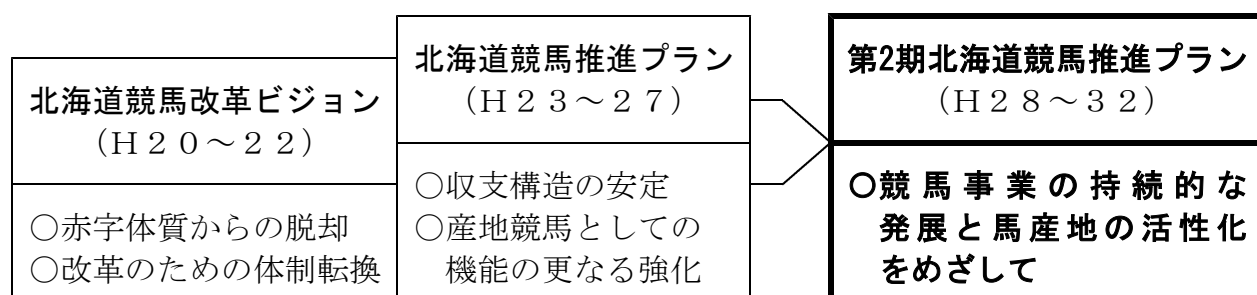 北海道競馬改革ビジョン
（Ｈ２０～２２）
○赤字体質からの脱却
○改革のための体制転換
北海道競馬推進プラン
（Ｈ２３～２７）
○収支構造の安定
○産地競馬としての
機能の更なる強化
第2期北海道競馬推進プラン
（Ｈ２８～３２）
○競馬事業の持続的な
発展と馬産地の活性化
をめざして